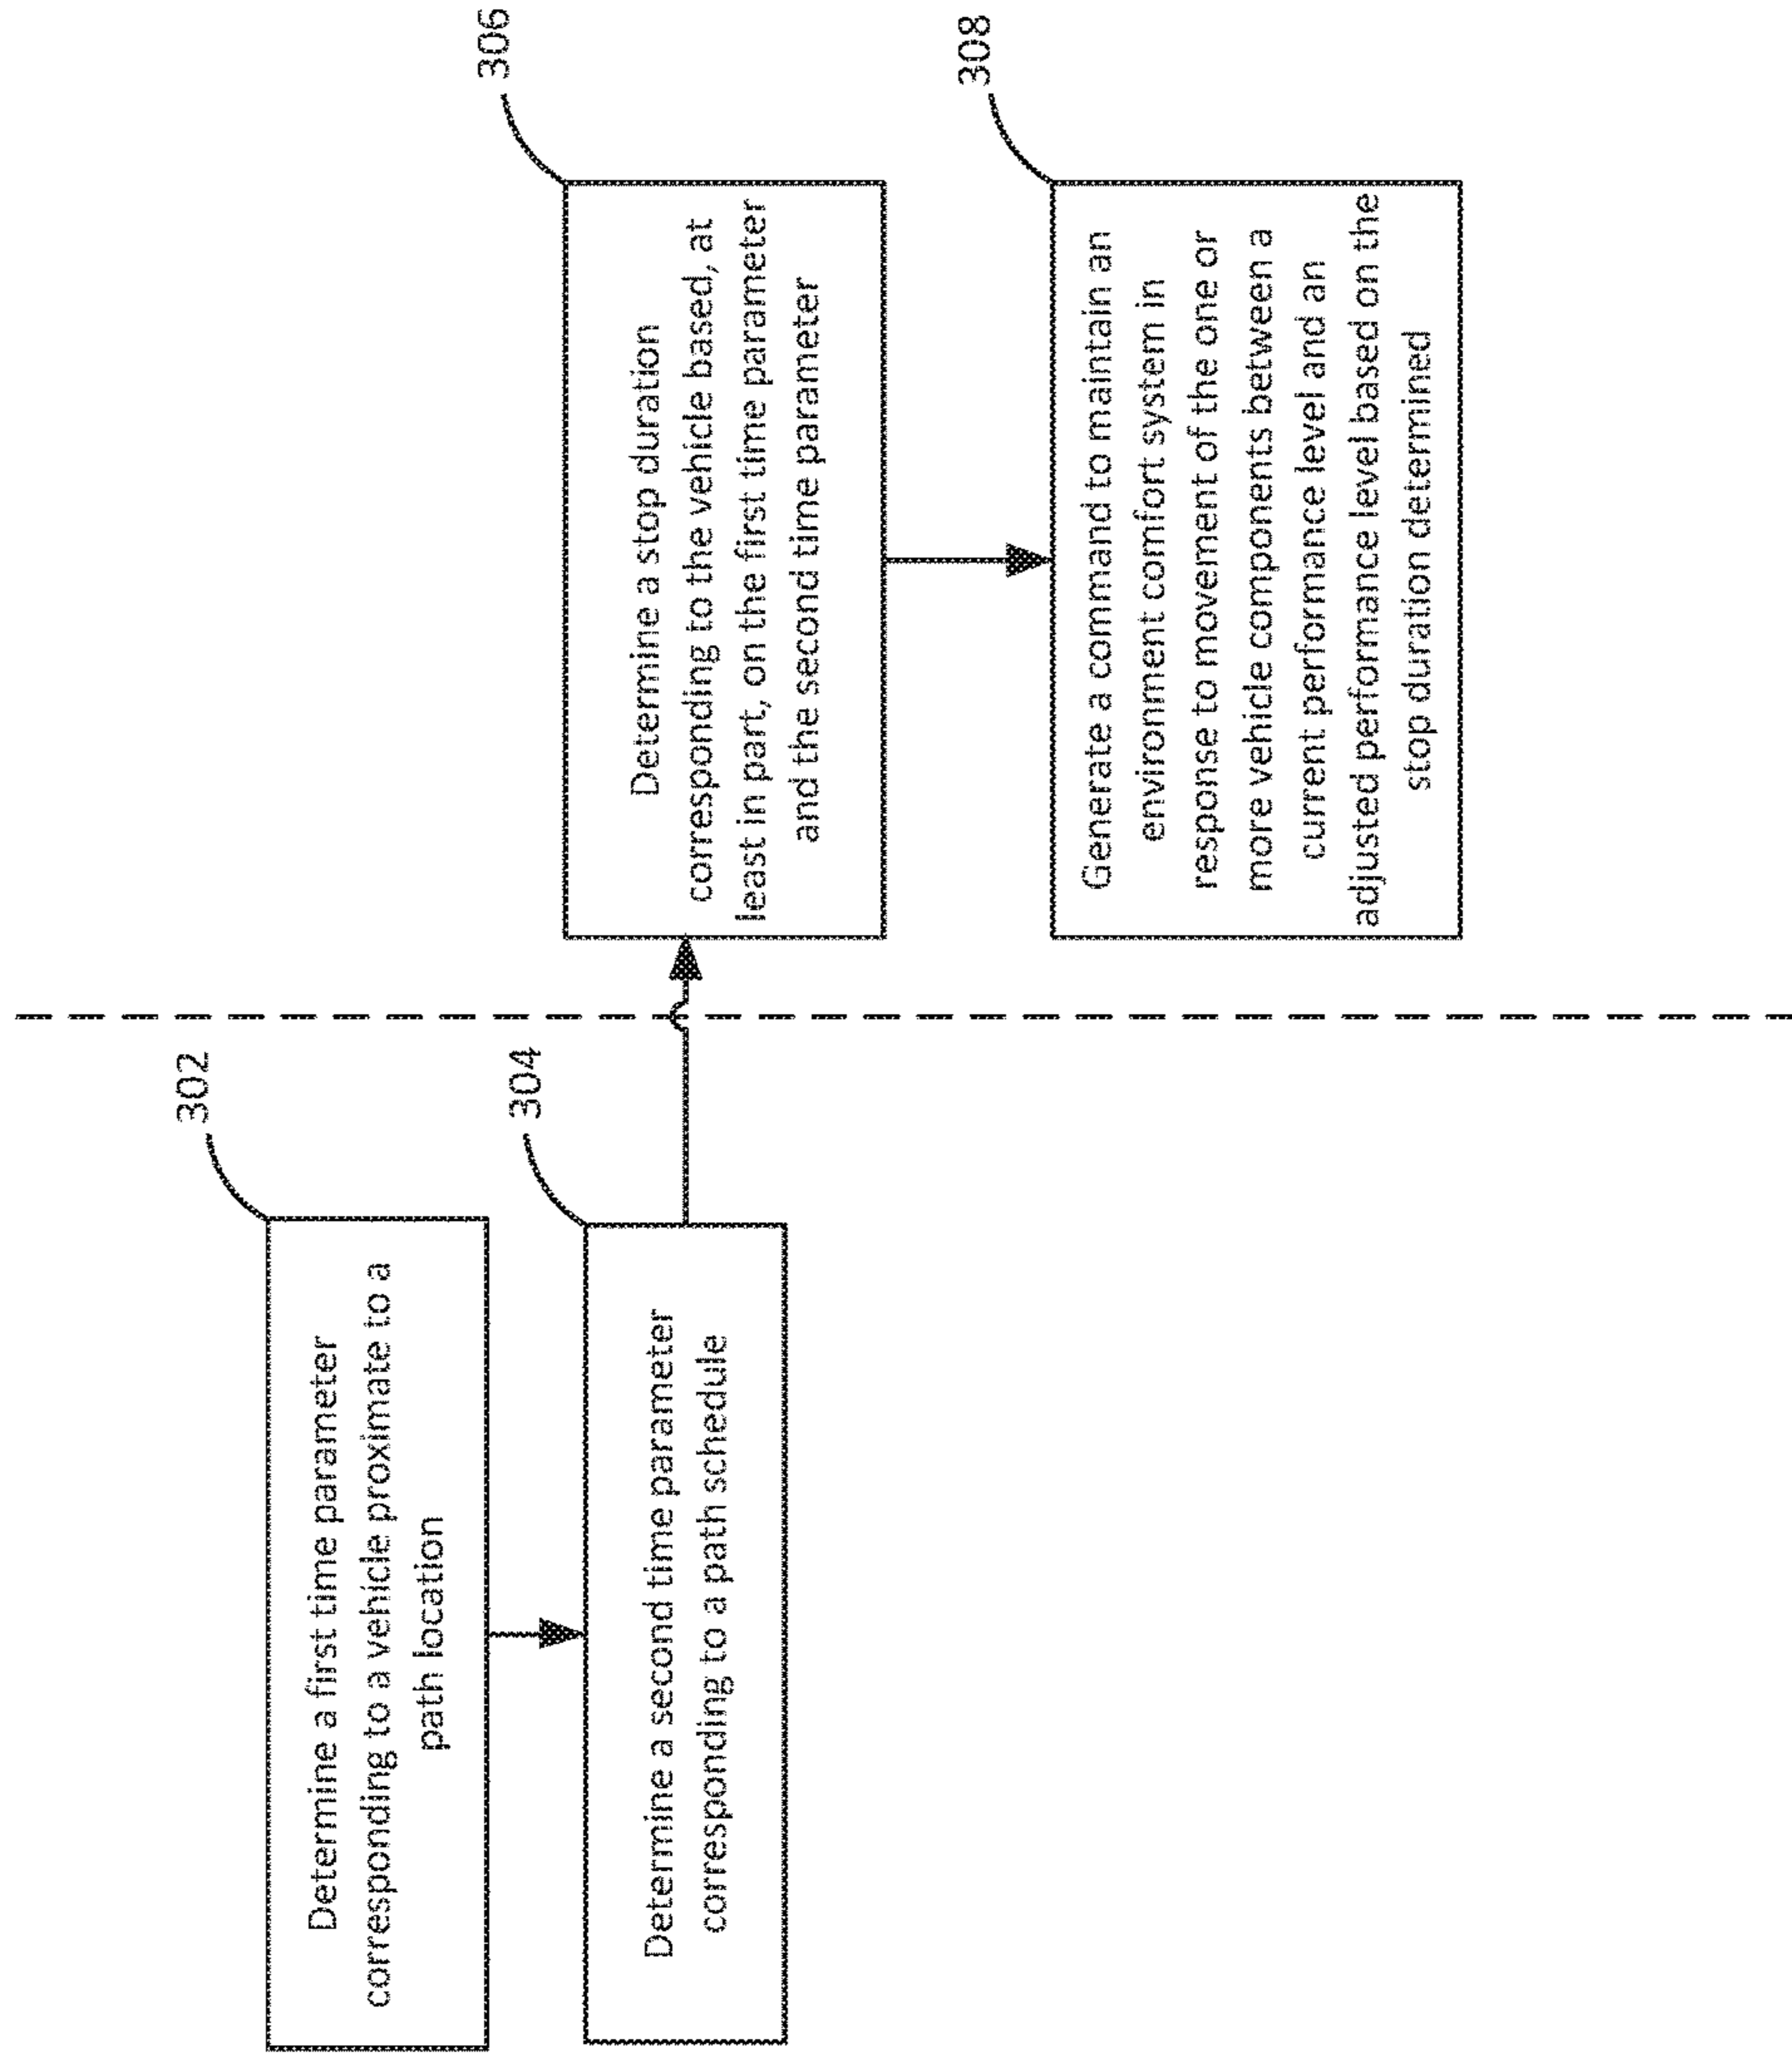 302
Determine a first time parameter
corresponding to a vehicle proximate to a
path location
304
Determine a second time parameter
corresponding to a path schedule
306
Determine a stop duration
corresponding to the vehicle based, at
least in part, on the first time parameter
and the second time parameter
308
Generate a command to maintain an
environment comfort system in
response to movement of the one or
more vehicle components between a
current performance level and an
adjusted performance level based on the
stop duration determined